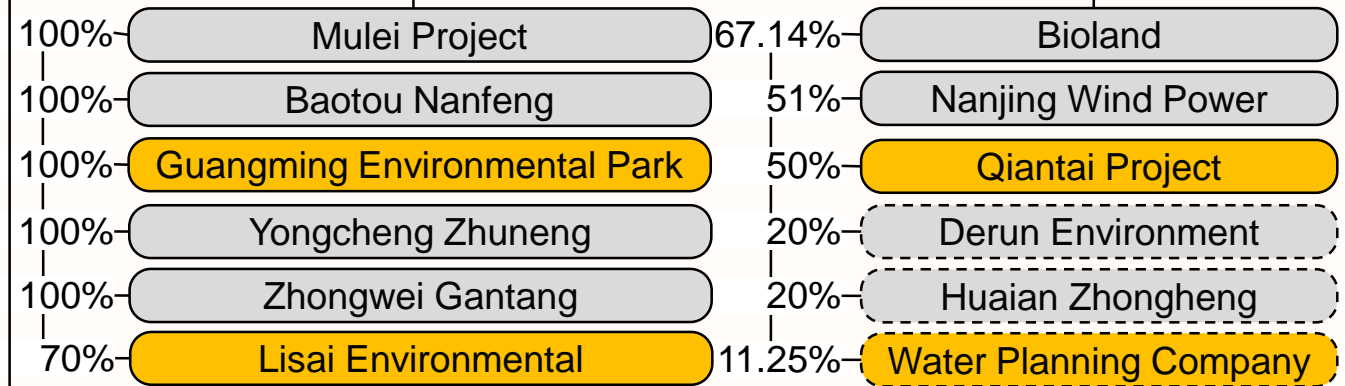 100% Mulei Project
100% Baotou Nanfeng
100% Guangming Environmental Park
100% Yongcheng Zhuneng
100% Zhongwei Gantang
70% Lisai Environmental
67.14% Bioland
51% Nanjing Wind Power
50% Qiantai Project
20% Derun Environment
20% Huaian Zhongheng
11.25% Water Planning Company